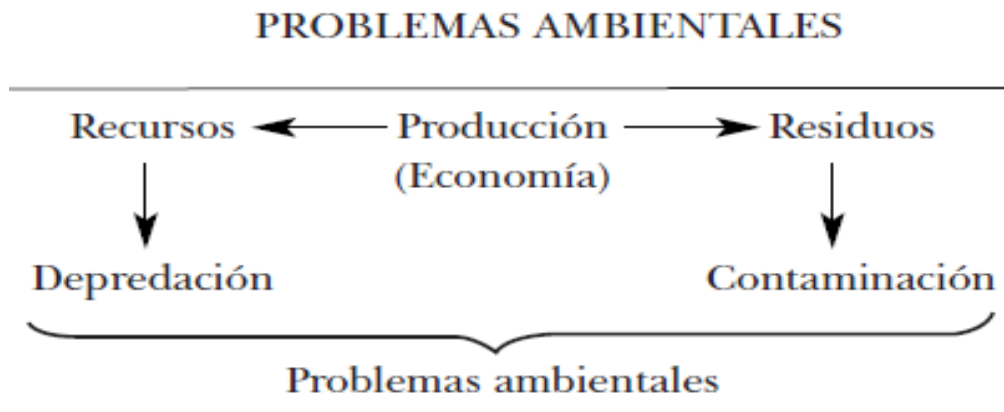 PROBLEMAS AMBIENTALES
Recursos Producción Residuos
(Economía)
Depredación Contaminación
Problemas ambientales